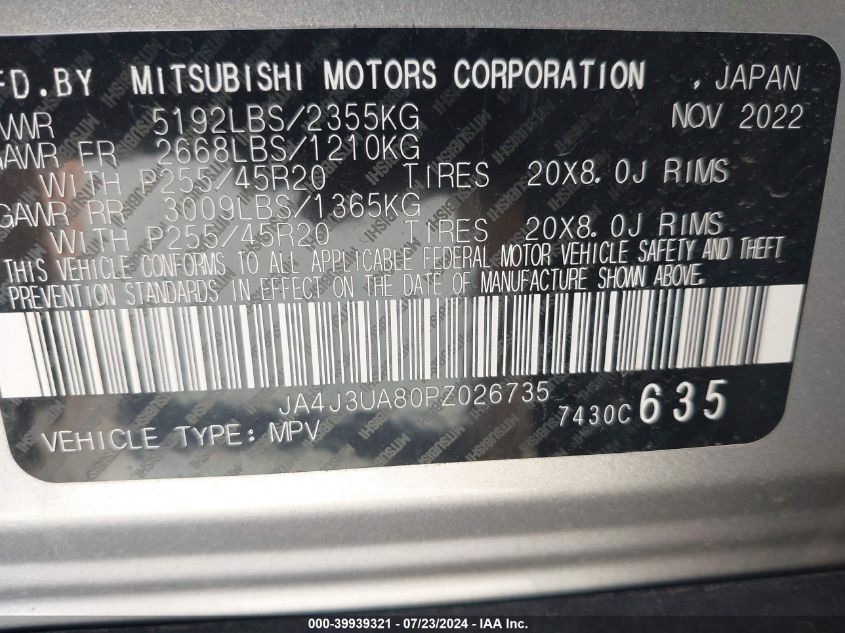 FD.BY MITSUBISHI MOTORS CORPORATION , JAPAN
VWR 5192LBS/2355KG NOV 2022
AWR FR 2668LBS/1210KG
WITH P255/45R20 TIRES 20X8.0J RIMS
GAWR RR 3009LBS/1365KG
WITH P255/45R20 TIRES 20X8.0J RIMS
THIS VEHICLE CONFORMS TO ALL APPLICABLE FEDERAL MOTOR VEHICLE SAFETY AND THEFT
PREVENTION STANDARDS IN EFFECT ON THE DATE OF MANUFACTURE SHOWN ABOVE.
JA4J3UA80PZ026735
7430C 635
VEHICLE TYPE: MPV
000-39939321 - 07/23/2024 - IAA Inc.